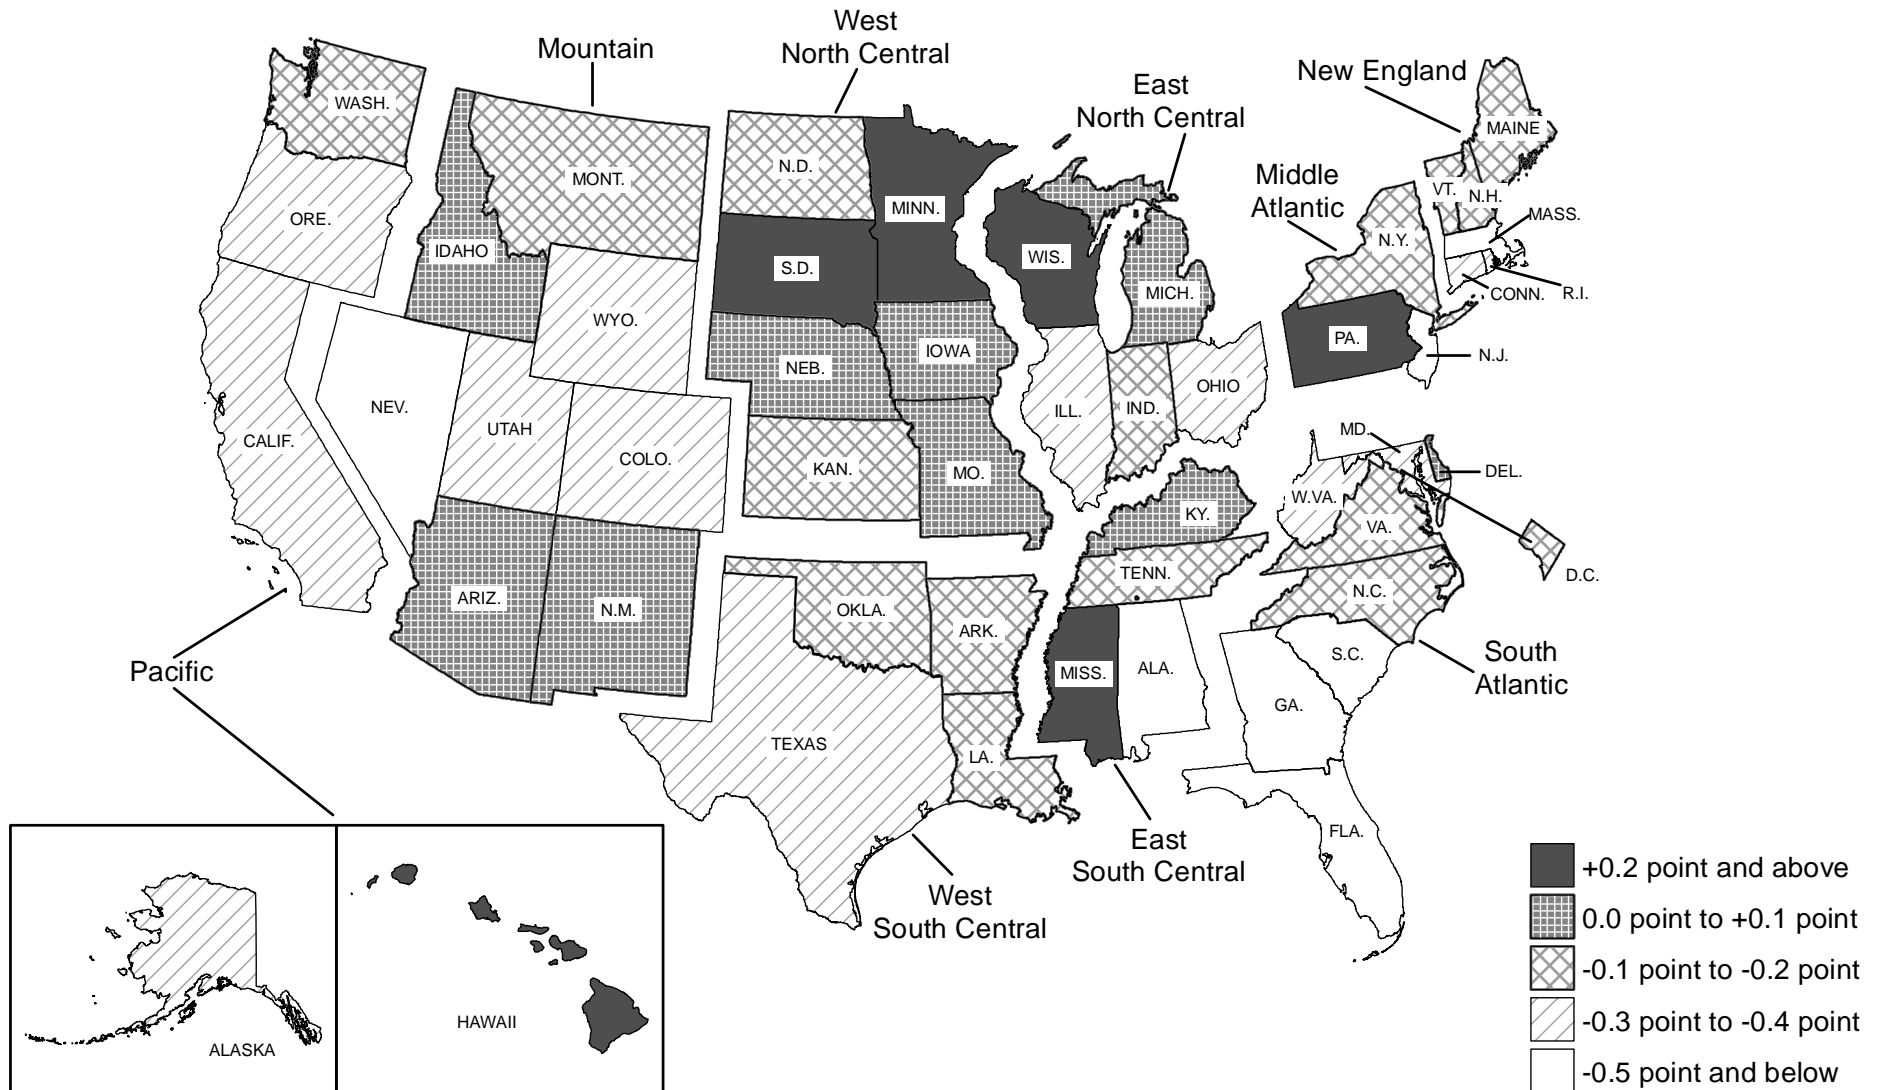 West
North Central
Mountain
New England
East
North Central
WASH.
MAINE
N.D.
MONT.
Middle
Atlantic
VT.
N.H.
MINN.
MASS.
ORE.
N.Y.
IDAHO
WIS.
S.D.
MICH.
CONN.
R.I.
WYO.
PA.
IOWA
N.J.
NEB.
OHIO
NEV.
ILL.
IND.
UTAH
CALIF.
MD.
COLO.
KAN.
MO.
DEL.
W.VA.
KY.
VA.
TENN.
D.C.
N.C.
ARIZ.
N.M.
OKLA.
ARK.
S.C.
South
Atlantic
Pacific
MISS.
ALA.
GA.
TEXAS
LA.
FLA.
East
South Central
West
South Central
HAWAII
ALASKA
+0.2 point and above
0.0 point to +0.1 point
-0.1 point to -0.2 point
-0.3 point to -0.4 point
-0.5 point and below